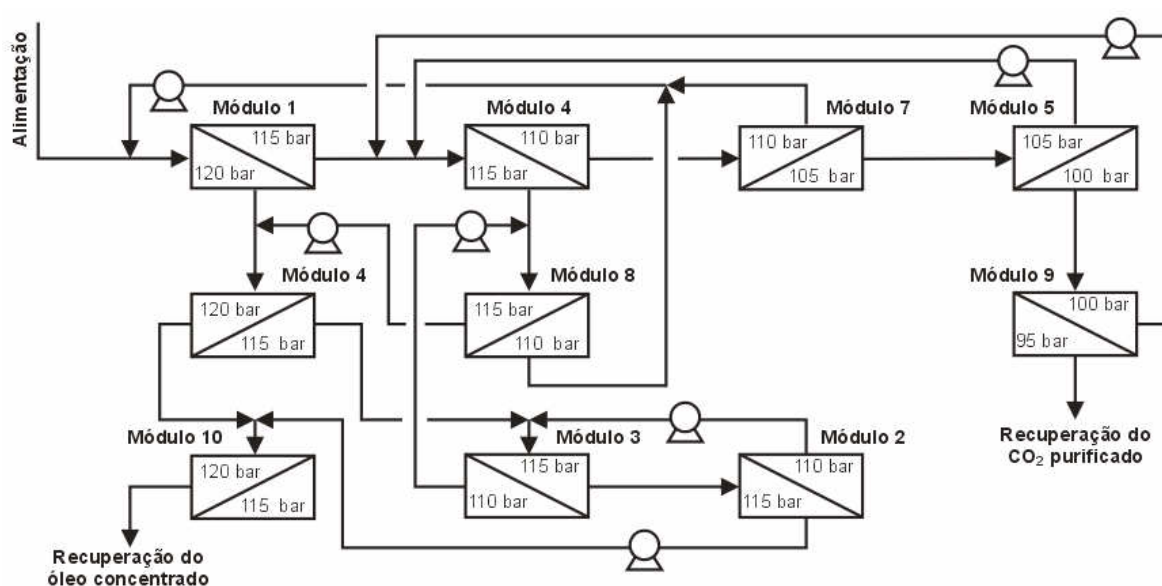 Alimentação
Módulo 1
115 bar
120 bar
Módulo 4
110 bar
115 bar
Módulo 7
110 bar
105 bar
Módulo 5
105 bar
100 bar
Módulo 4
120 bar
115 bar
Módulo 8
115 bar
110 bar
Módulo 9
100 bar
95 bar
Módulo 10
120 bar
115 bar
Módulo 3
115 bar
110 bar
Módulo 2
110 bar
115 bar
Recuperação do
CO₂ purificado
Recuperação do
óleo concentrado